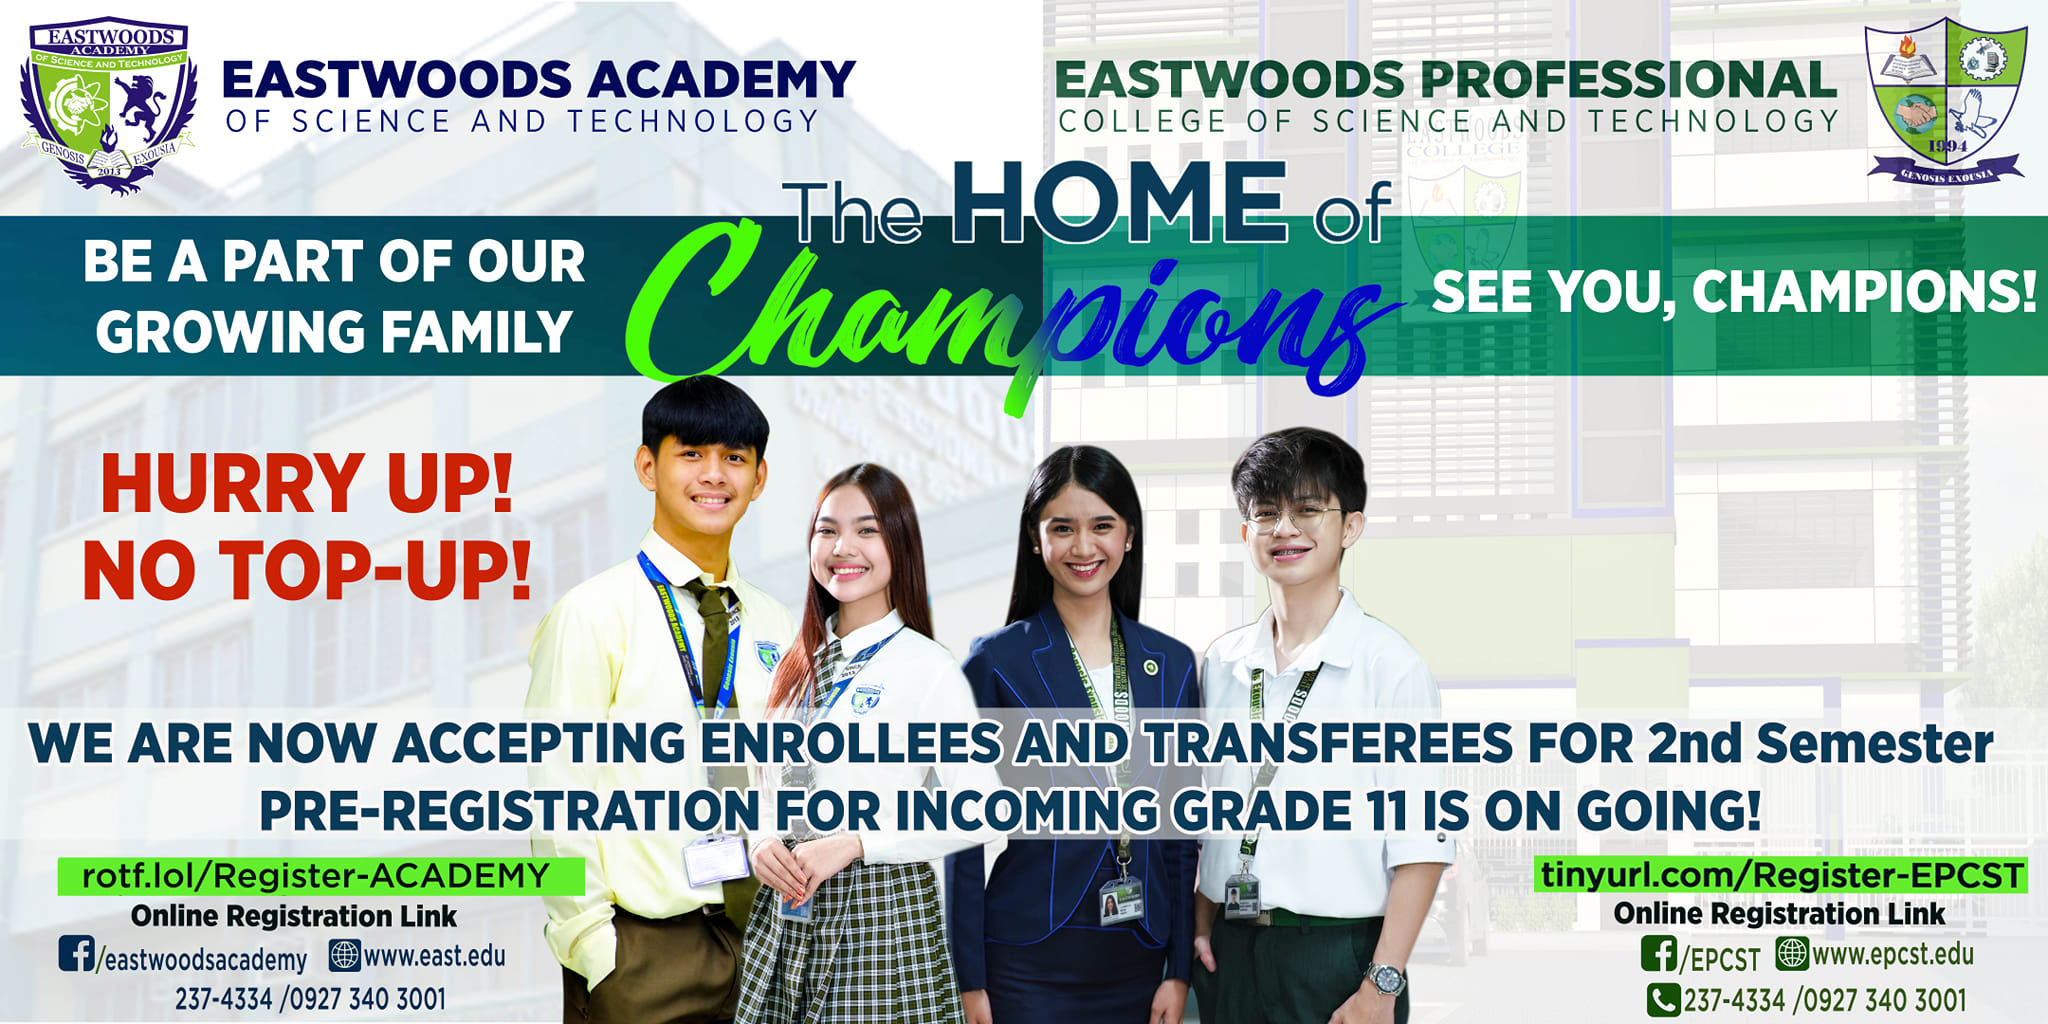 EASTWOODS
ACADEMY
OF SCIENCE AND TECHNOLOGY
GENOSIS EXOUSIA
2013
EASTWOODS ACADEMY
OF SCIENCE AND TECHNOLOGY
EASTWOODS PROFESSIONAL
COLLEGE OF SCIENCE AND TECHNOLOGY
1994
GENOSIS EXOUSIA
The HOME of
Champions
BE A PART OF OUR
GROWING FAMILY
SEE YOU, CHAMPIONS!
HURRY UP!
NO TOP-UP!
WE ARE NOW ACCEPTING ENROLLEES AND TRANSFEREES FOR 2nd Semester
PRE-REGISTRATION FOR INCOMING GRADE 11 IS ON GOING!
rotf.lol/Register-ACADEMY
Online Registration Link
/eastwoodsacademy www.east.edu
237-4334 /0927 340 3001
tinyurl.com/Register-EPCST
Online Registration Link
/EPCST www.epcst.edu
237-4334 /0927 340 3001